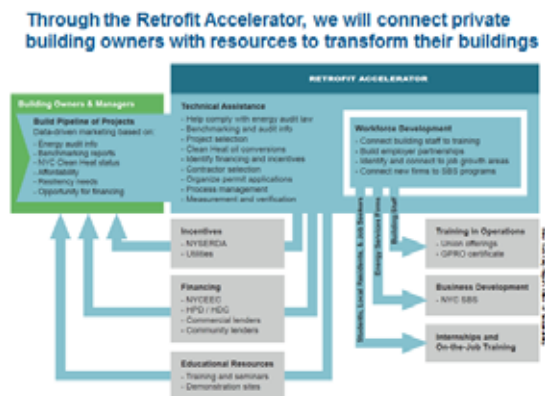 Through the Retrofit Accelerator, we will connect private
building owners with resources to transform their buildings
RETROFIT ACCELERATOR
Building Owners & Managers
Build Pipeline of Projects
Data-driven marketing based on:
- Energy audit info
- Benchmarking reports
- NYC Clean Heat status
- Affordability
- Resiliency needs
- Opportunity for financing
Technical Assistance
- Help comply with energy audit law
- Benchmarking and audit info
- Project selection
- Clean Heat oil conversions
- Identify financing and incentives
- Contractor selection
- Organize permit applications
- Process management
- Measurement and verification
Workforce Development
- Connect building staff to training
- Build employer partnerships
- Identify and connect to job growth areas
- Connect new firms to SBS programs
Incentives
- NYSERDA
- Utilities
Financing
- NYCEEC
- HPD / HDC
- Commercial lenders
- Community lenders
Educational Resources
- Training and seminars
- Demonstration sites
Students, Local Residents, & Job Seekers
Energy Services Firms
Building Staff
Training in Operations
- Union offerings
- GPRO certificate
Business Development
- NYC SBS
Internships and
On-the-Job Training